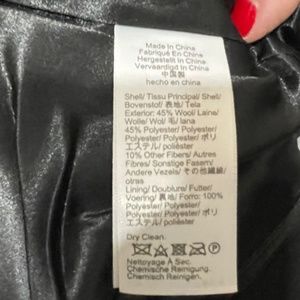 Made In China
Fabriqué En Chine
Hergestellt In China
Vervaardigd In China
中国製
hecho en china
Shell/ Tissu Principal/ Shell/
Bovenstof/ 表地/ Tela
Exterior: 45% Wool/ Laine/
Wolle/ Wol/ 毛/ lana
45% Polyester/ Polyester/
Polyester/ Polyester/ ポリ
エステル/ poliéster
10% Other Fibers/ Autres
Fibres/ Sonstige Fasern/
Andere Vezels/ その他繊維/
otras
Lining/ Doublure/ Futter/
Voering/ 裏地/ Forro: 100%
Polyester/ Polyester/
Polyester/ Polyester/ ポリ
エステル/ poliéster
Dry Clean.
Nettoyage À Sec.
Chemische Reinigung.
Chemisch Reinigen.